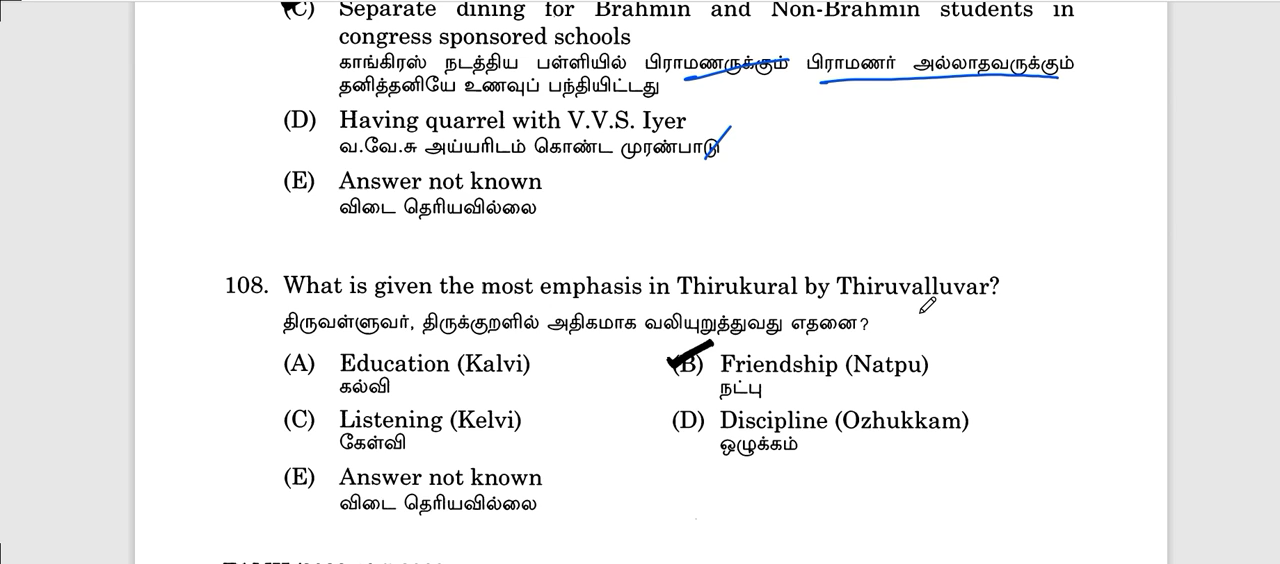 (C) Separate dining for Brahmin and Non-Brahmin students in
congress sponsored schools
காங்கிரஸ் நடத்திய பள்ளியில் பிராமணருக்கும் பிராமணர் அல்லாதவருக்கும்
தனித்தனியே உணவுப் பந்தியிட்டது
(D) Having quarrel with V.V.S. Iyer
வ.வே.சு அய்யரிடம் கொண்ட முரண்பாடு
(E) Answer not known
விடை தெரியவில்லை
108. What is given the most emphasis in Thirukural by Thiruvalluvar?
திருவள்ளுவர், திருக்குறளில் அதிகமாக வலியுறுத்துவது எதனை?
(A) Education (Kalvi) (B) Friendship (Natpu)
கல்வி நட்பு
(C) Listening (Kelvi) (D) Discipline (Ozhukkam)
கேள்வி ஒழுக்கம்
(E) Answer not known
விடை தெரியவில்லை